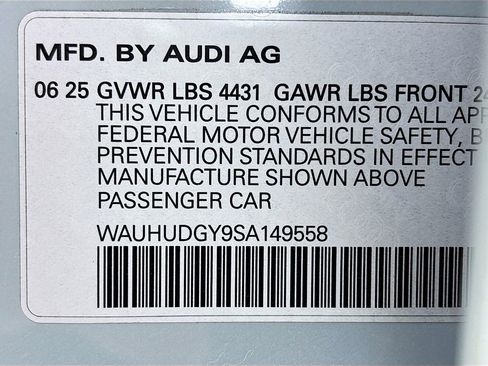 MFD. BY AUDI AG
06 25 GVWR LBS 4431 GAWR LBS FRONT
THIS VEHICLE CONFORMS TO ALL
FEDERAL MOTOR VEHICLE SAFETY,
PREVENTION STANDARDS IN EFFECT
MANUFACTURE SHOWN ABOVE
PASSENGER CAR
WAUHUDGY9SA149558